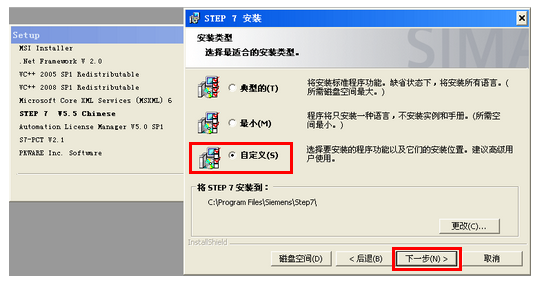 Setup
MSI Installer
.Net Framework V 2.0
VC++ 2005 SP1 Redistributable
VC++ 2008 SP1 Redistributable
Microsoft Core XML Services (MSXML) 6
STEP 7 V5.5 Chinese
Automation License Manager V5.0 SP1
S7-PCT V2.1
PKWARE Inc. Software
STEP 7 安装
安装类型
选择最适合的安装类型。
SIMA
典型的(T)
将安装标准程序功能。缺省状态下，将安装所有语言。(
所需磁盘空间最大。)
最小(M)
程序将只安装一种语言，不安装实例和手册。(所需空
间最小。)
自定义(S)
选择要安装的程序功能以及它们的安装位置。建议高级用
户使用。
将 STEP 7 安装到：
C:\Program Files\Siemens\Step7\
更改(C)...
InstallShield
磁盘空间(D)
< 后退(B)
下一步(N) >
取消